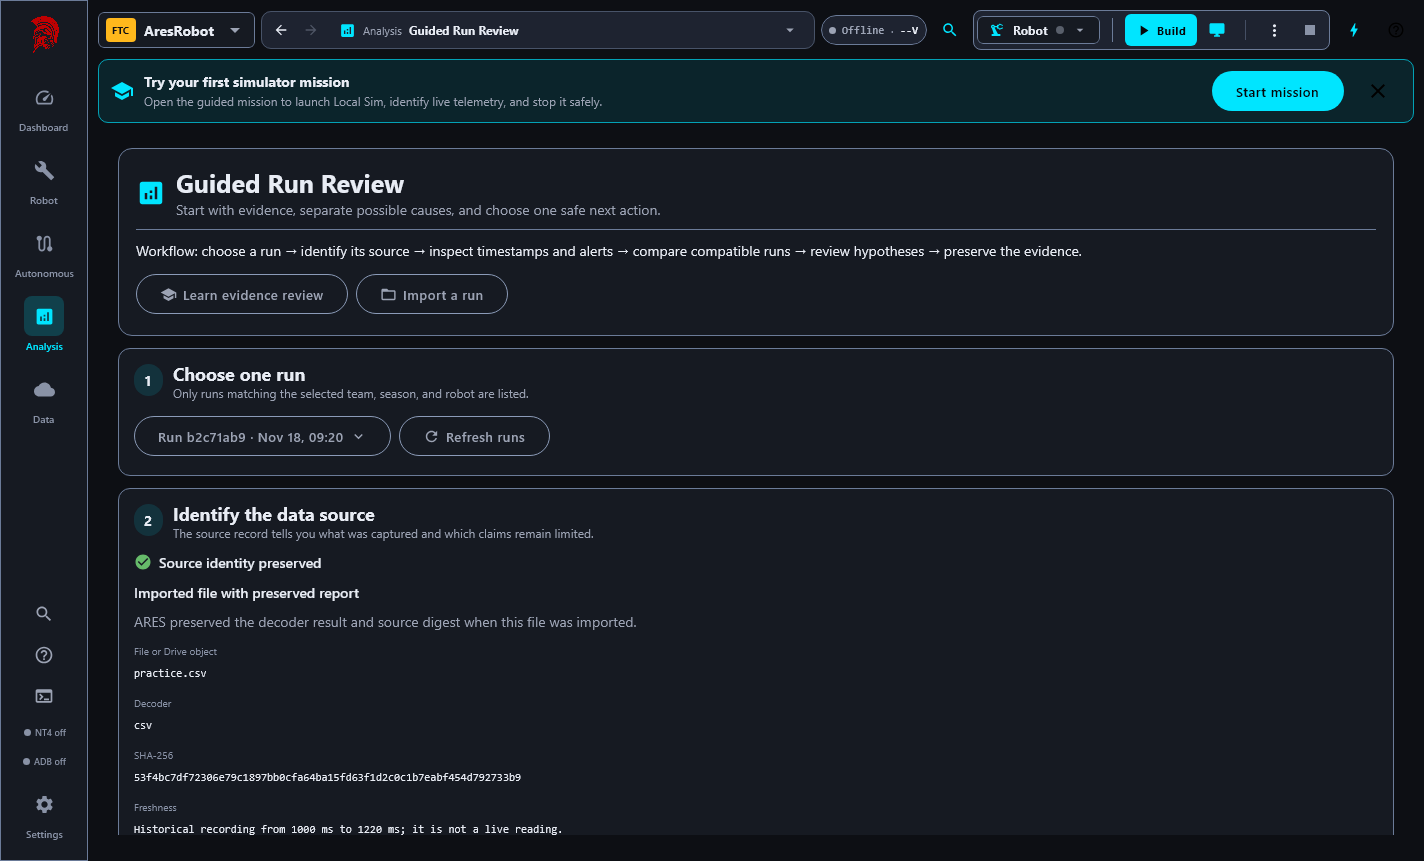 FTC
AresRobot
Analysis Guided Run Review
Offline · --V
Robot
Build
Dashboard
Robot
Autonomous
Analysis
Data
NT4 off
ADB off
Settings
Try your first simulator mission
Open the guided mission to launch Local Sim, identify live telemetry, and stop it safely.
Start mission
Guided Run Review
Start with evidence, separate possible causes, and choose one safe next action.
Workflow: choose a run → identify its source → inspect timestamps and alerts → compare compatible runs → review hypotheses → preserve the evidence.
Learn evidence review
Import a run
1
Choose one run
Only runs matching the selected team, season, and robot are listed.
Run b2c71ab9 · Nov 18, 09:20
Refresh runs
2
Identify the data source
The source record tells you what was captured and which claims remain limited.
Source identity preserved
Imported file with preserved report
ARES preserved the decoder result and source digest when this file was imported.
File or Drive object
practice.csv
Decoder
csv
SHA-256
53f4bc7df72306e79c1897bb0cfa64ba15fd63f1d2c0c1b7eabf454d792733b9
Freshness
Historical recording from 1000 ms to 1220 ms; it is not a live reading.